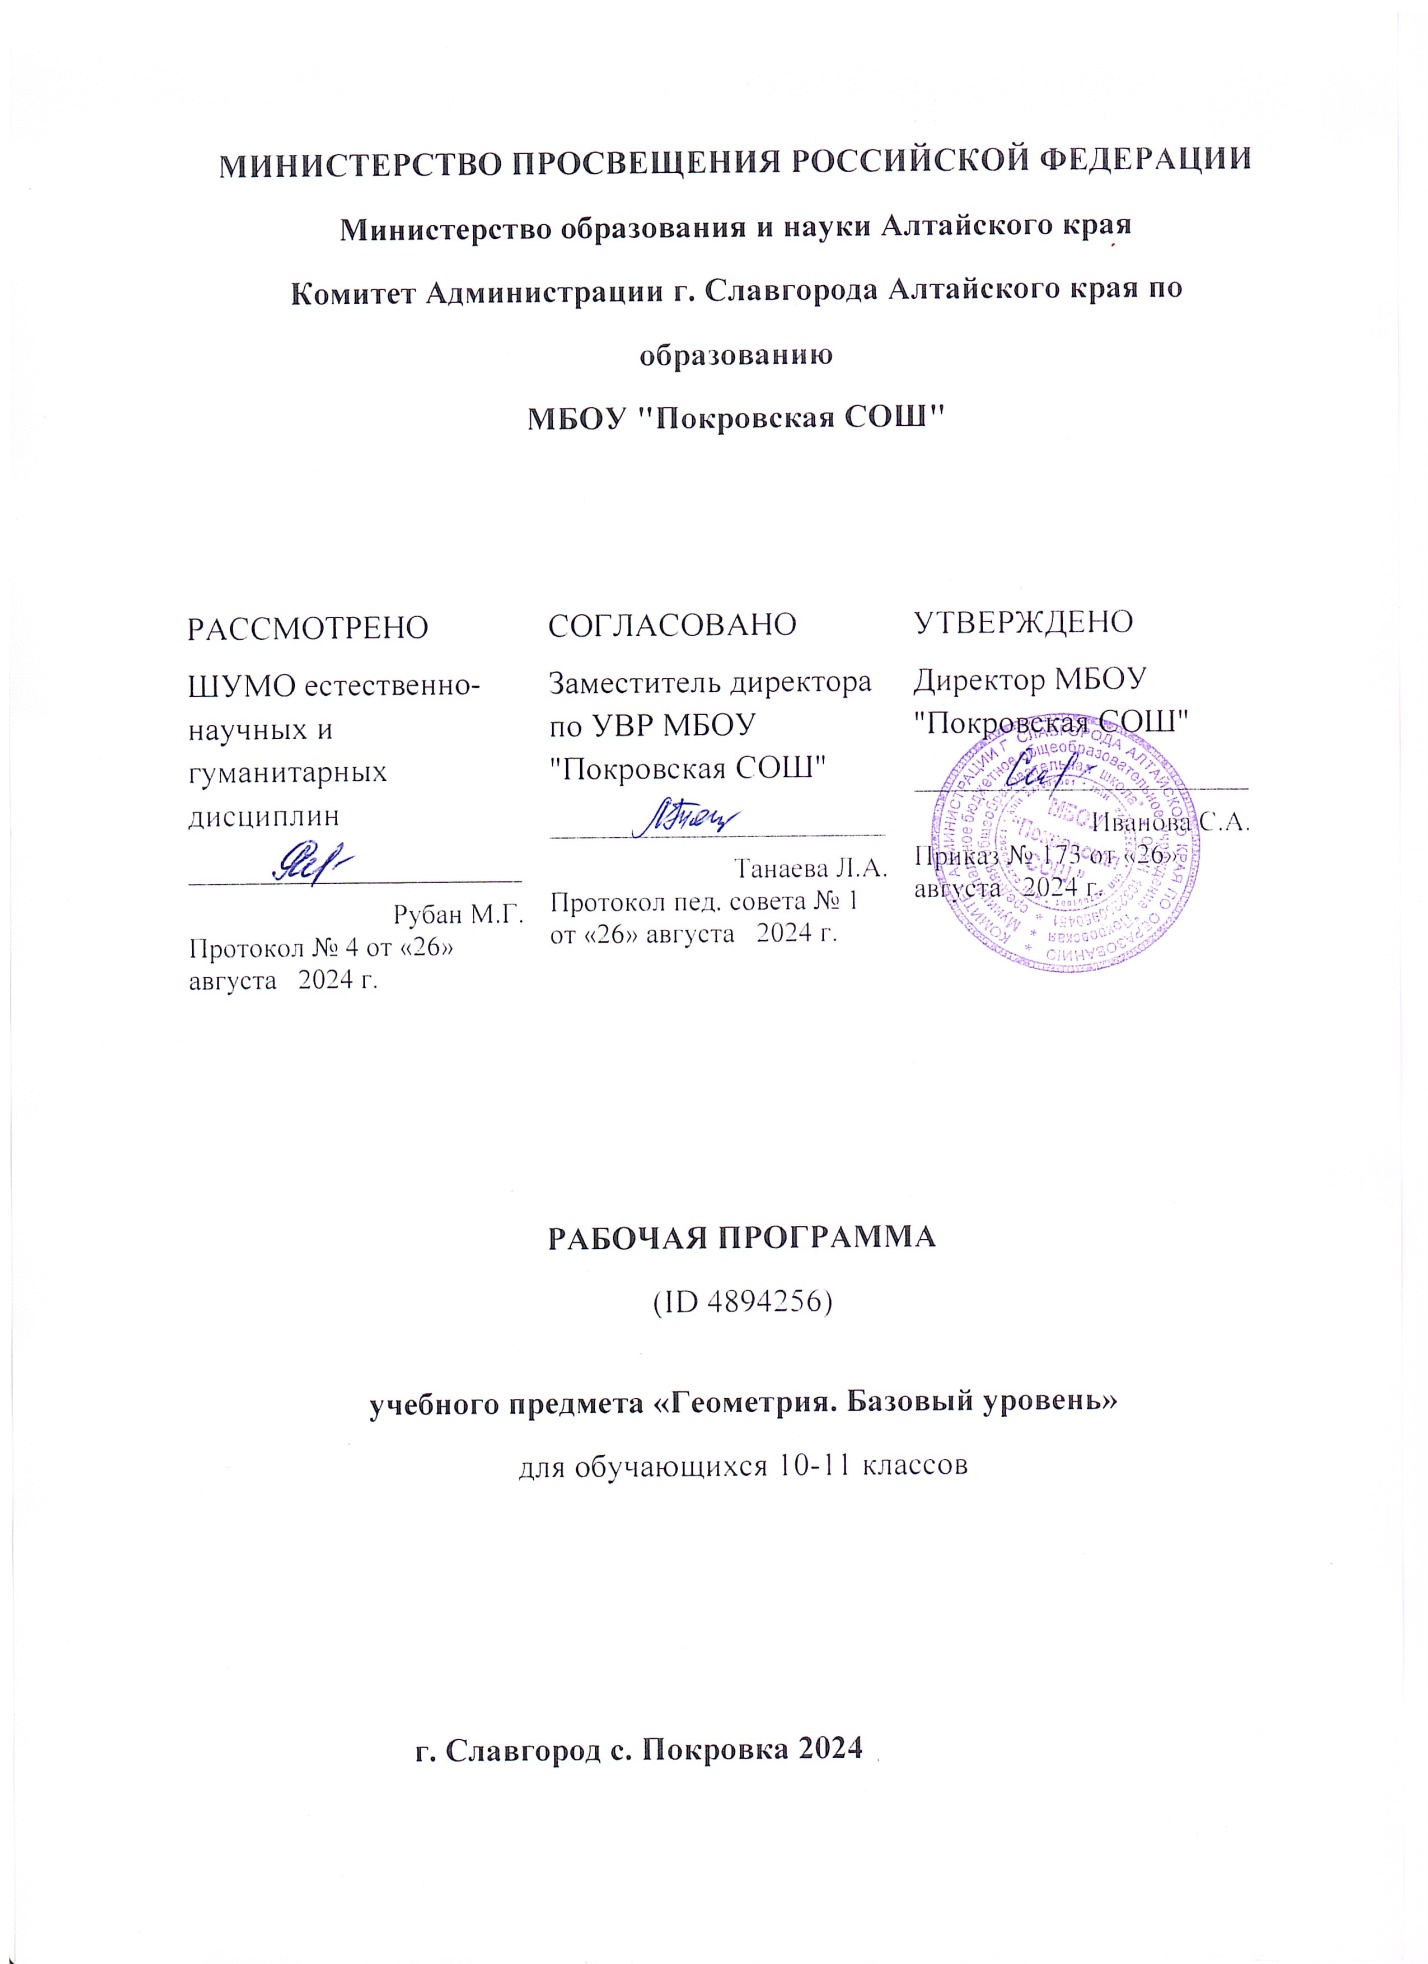 МИНИСТЕРСТВО ПРОСВЕЩЕНИЯ РОССИЙСКОЙ ФЕДЕРАЦИИ
Министерство образования и науки Алтайского края
Комитет Администрации г. Славгорода Алтайского края по
образованию
МБОУ "Покровская СОШ"
РАССМОТРЕНО
ШУМО естественно-
научных и
гуманитарных
дисциплин
Рубан М.Г.
Протокол № 4 от «26»
августа 2024 г.
СОГЛАСОВАНО
Заместитель директора
по УВР МБОУ
"Покровская СОШ"
Танаева Л.А.
Протокол пед. совета № 1
от «26» августа 2024 г.
УТВЕРЖДЕНО
Директор МБОУ
"Покровская СОШ"
Иванова С.А.
Приказ № 173 от «26»
августа 2024 г.
МБОУ
"Покровская
СОШ"
РАБОЧАЯ ПРОГРАММА
(ID 4894256)
учебного предмета «Геометрия. Базовый уровень»
для обучающихся 10-11 классов
г. Славгород с. Покровка 2024